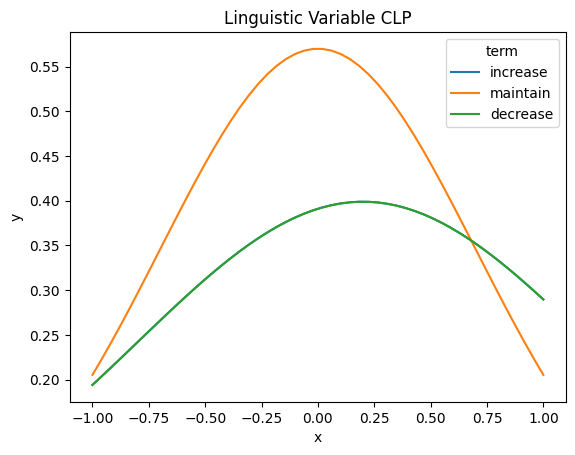 Linguistic Variable CLP
term
increase
maintain
decrease
y
0.55
0.50
0.45
0.40
0.35
0.30
0.25
0.20
−1.00 −0.75 −0.50 −0.25 0.00 0.25 0.50 0.75 1.00
x